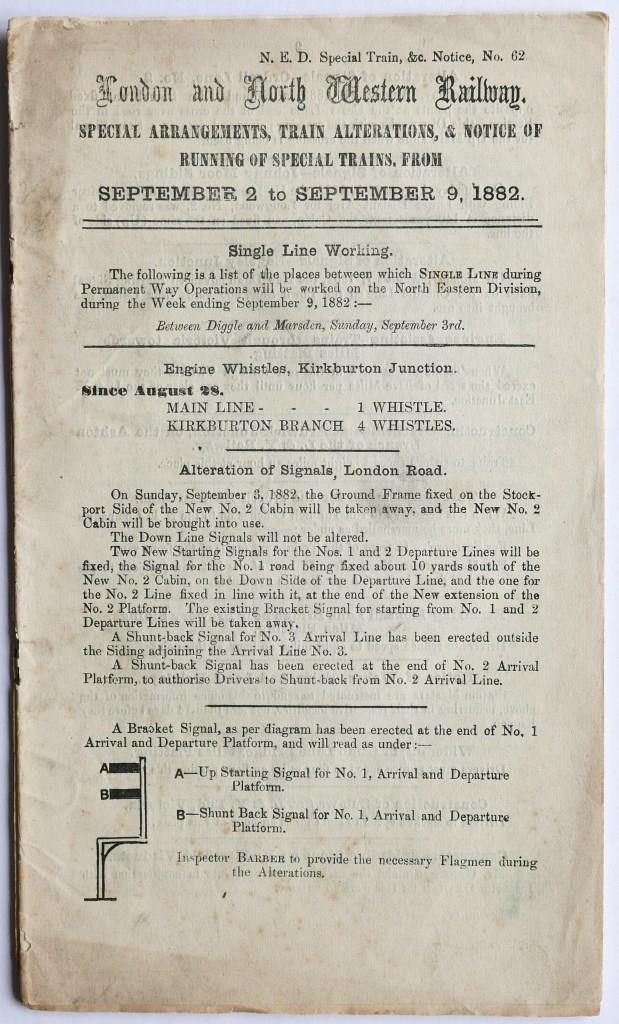 N. E. D. Special Train, &c. Notice, No. 62
London and North Western Railway.
SPECIAL ARRANGEMENTS, TRAIN ALTERATIONS, & NOTICE OF
RUNNING OF SPECIAL TRAINS, FROM
SEPTEMBER 2 to SEPTEMBER 9, 1882.
Single Line Working.
The following is a list of the places between which SINGLE LINE during
Permanent Way Operations will be worked on the North Eastern Division,
during the Week ending September 9, 1882:—
Between Diggle and Marsden, Sunday, September 3rd.
Engine Whistles, Kirkburton Junction.
Since August 28.
MAIN LINE - - - 1 WHISTLE.
KIRKBURTON BRANCH 4 WHISTLES.
Alteration of Signals, London Road.
On Sunday, September 3, 1882, the Ground Frame fixed on the Stock-
port Side of the New No. 2 Cabin will be taken away, and the New No. 2
Cabin will be brought into use.
The Down Line Signals will not be altered.
Two New Starting Signals for the Nos. 1 and 2 Departure Lines will be
fixed, the Signal for the No. 1 road being fixed about 10 yards south of the
New No. 2 Cabin, on the Down Side of the Departure Line, and the one for
the No. 2 Line fixed in line with it, at the end of the New extension of the
No. 2 Platform. The existing Bracket Signal for starting from No. 1 and 2
Departure Lines will be taken away.
A Shunt-back Signal for No. 3 Arrival Line has been erected outside
the Siding adjoining the Arrival Line No. 3.
A Shunt-back Signal has been erected at the end of No. 2 Arrival
Platform, to authorise Drivers to Shunt-back from No. 2 Arrival Line.
A Bracket Signal, as per diagram has been erected at the end of No. 1
Arrival and Departure Platform, and will read as under:—
A
B
A—Up Starting Signal for No. 1, Arrival and Departure
Platform.
B—Shunt Back Signal for No. 1, Arrival and Departure
Platform.
Inspector BARBER to provide the necessary Flagmen during
the Alterations.